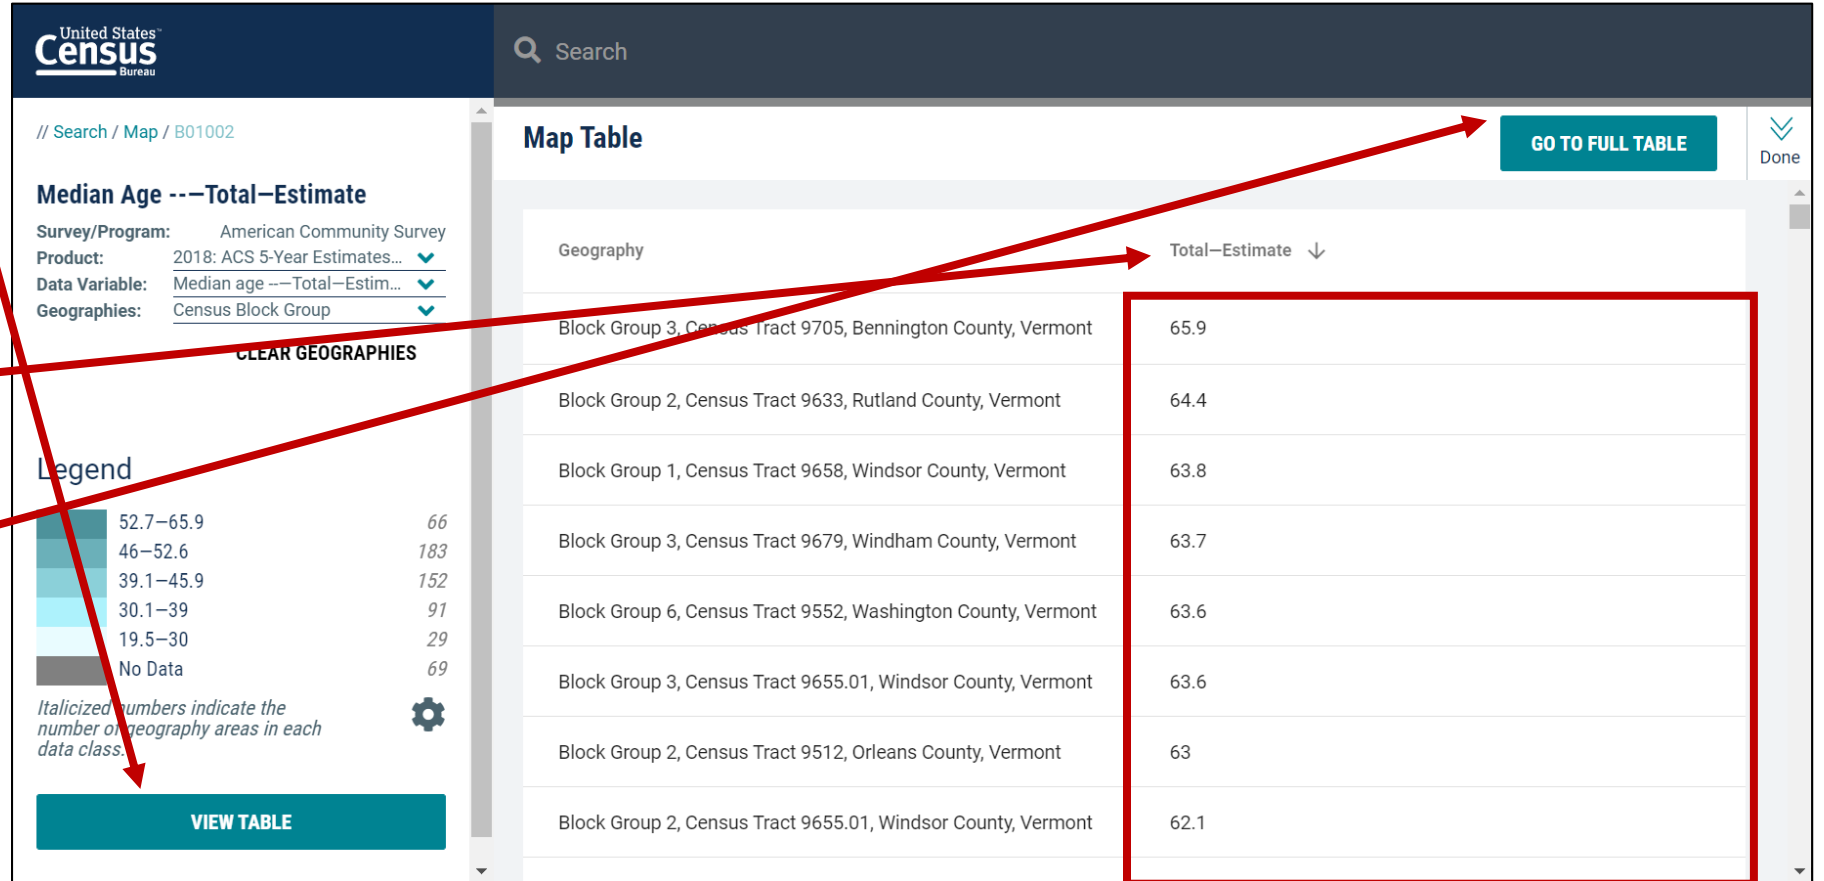 United States™
Census
Bureau
Search
// Search / Map / B01002
Map Table
GO TO FULL TABLE
Done
Median Age --—Total—Estimate
Survey/Program: American Community Survey
Product: 2018: ACS 5-Year Estimates...
Data Variable: Median age --—Total—Estim...
Geographies: Census Block Group
CLEAR GEOGRAPHIES
Legend
52.7—65.9 66
46—52.6 183
39.1—45.9 152
30.1—39 91
19.5—30 29
No Data 69
Italicized numbers indicate the
number of geography areas in each
data class.
VIEW TABLE
Geography Total—Estimate
Block Group 3, Census Tract 9705, Bennington County, Vermont 65.9
Block Group 2, Census Tract 9633, Rutland County, Vermont 64.4
Block Group 1, Census Tract 9658, Windsor County, Vermont 63.8
Block Group 3, Census Tract 9679, Windham County, Vermont 63.7
Block Group 6, Census Tract 9552, Washington County, Vermont 63.6
Block Group 3, Census Tract 9655.01, Windsor County, Vermont 63.6
Block Group 2, Census Tract 9512, Orleans County, Vermont 63
Block Group 2, Census Tract 9655.01, Windsor County, Vermont 62.1